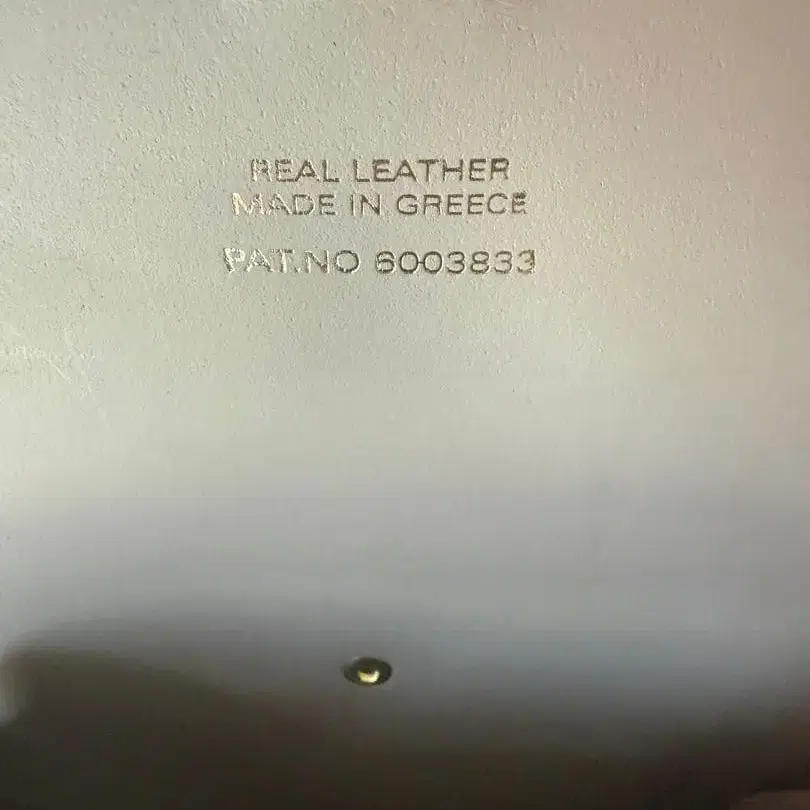 REAL LEATHER
MADE IN GREECE
PAT.NO 6003833